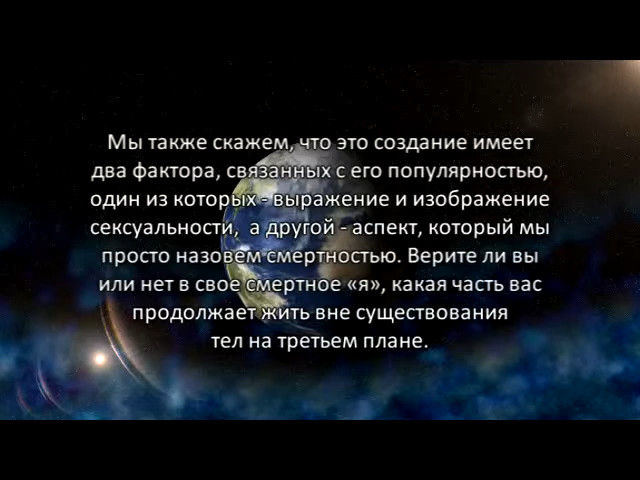 Мы также скажем, что это создание имеет
два фактора, связанных с его популярностью,
один из которых - выражение и изображение
сексуальности,  а другой - аспект, который мы
просто назовем смертностью. Верите ли вы
или нет в свое смертное «я», какая часть вас
продолжает жить вне существования
тел на третьем плане.